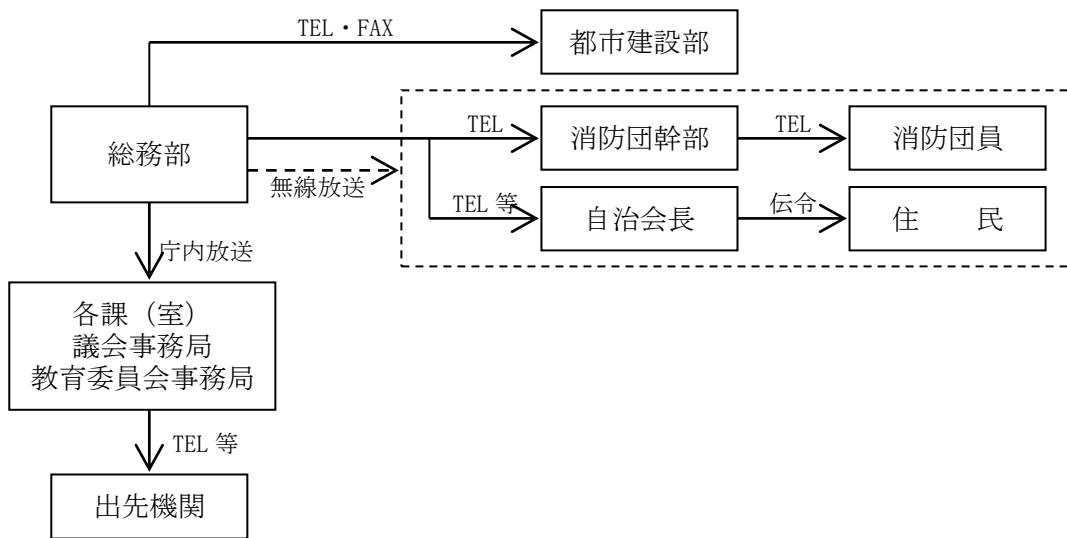 TEL・FAX
都市建設部
総務部
TEL
消防団幹部
TEL
消防団員
無線放送
TEL 等
自治会長
伝令
住　　民
庁内放送
各課（室）
議会事務局
教育委員会事務局
TEL 等
出先機関